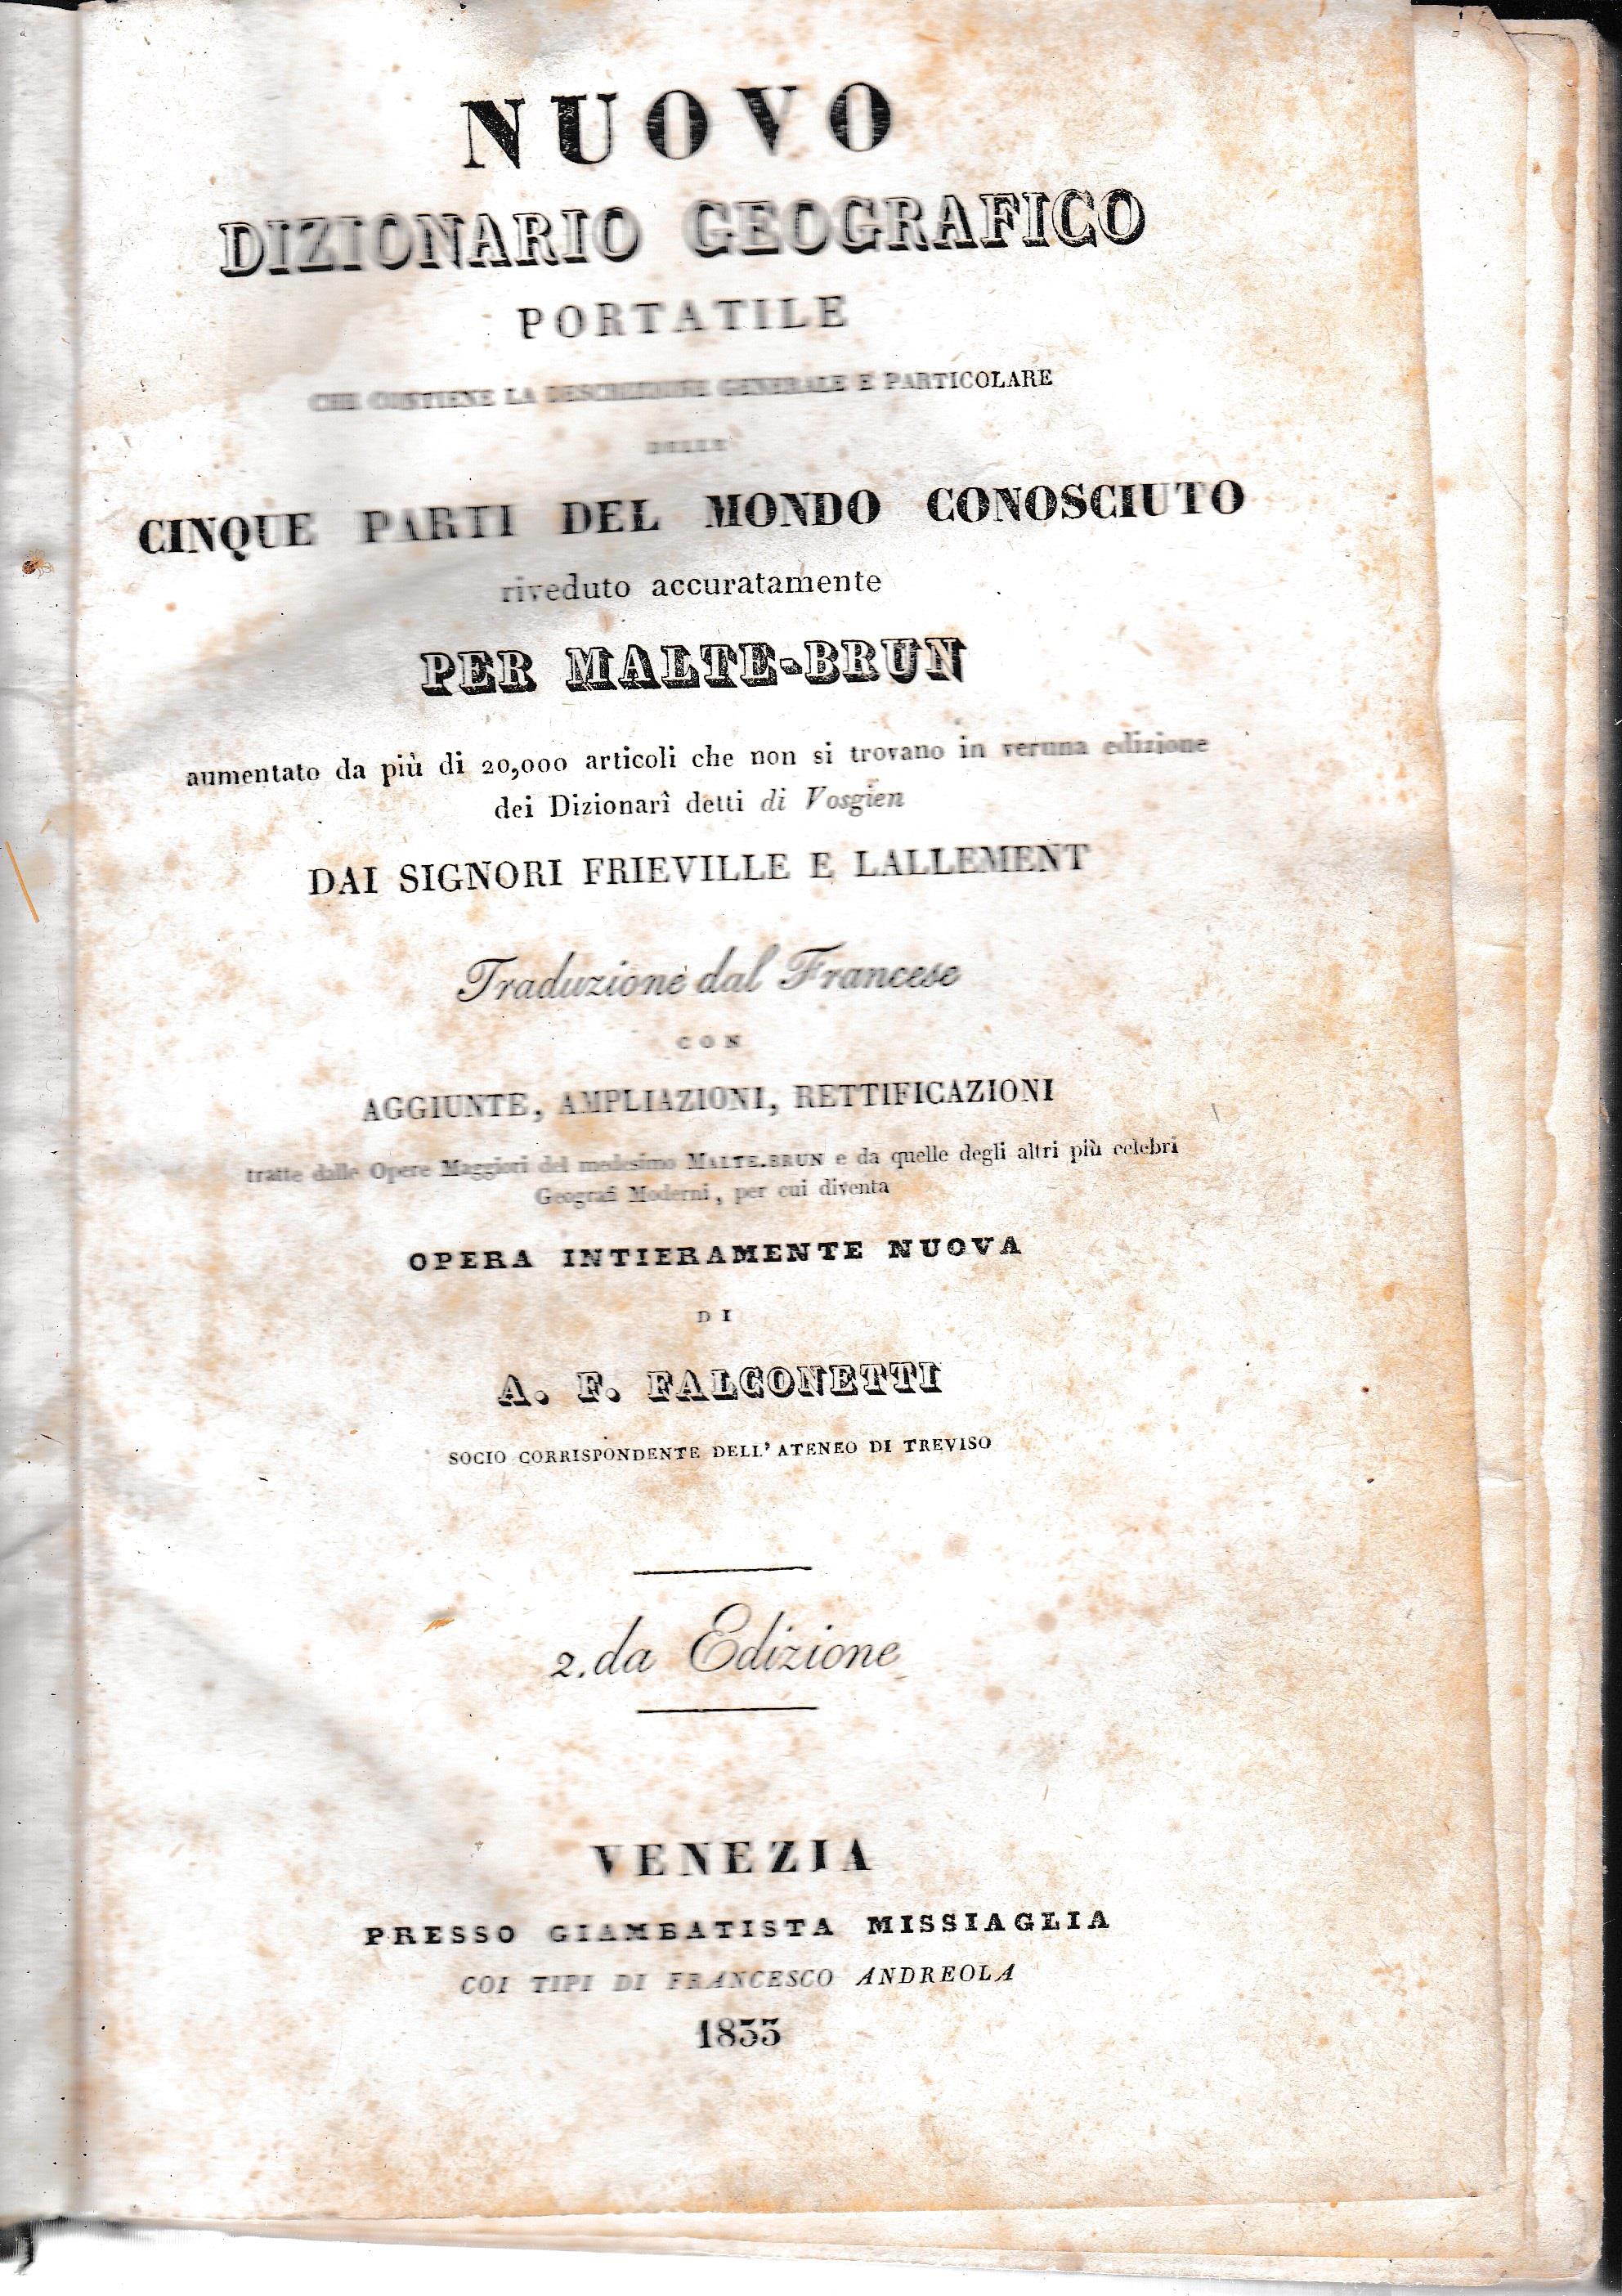 NUOVO
DIZIONARIO GEOGRAFICO
PORTATILE
CHE CONTIENE LA DESCRIZIONE GENERALE E PARTICOLARE
DELLE
CINQUE PARTI DEL MONDO CONOSCIUTO
riveduto accuratamente
PER MALTE-BRUN
aumentato da più di 20,000 articoli che non si trovano in veruna edizione
dei Dizionarî detti di Vosgien
DAI SIGNORI FRIEVILLE E LALLEMENT
Traduzione dal Francese
CON
AGGIUNTE, AMPLIAZIONI, RETTIFICAZIONI
tratte dalle Opere Maggiori del medesimo MALTE-BRUN e da quelle degli altri più celebri
Geografi Moderni, per cui diventa
OPERA INTIERAMENTE NUOVA
DI
A. F. FALCONETTI
SOCIO CORRISPONDENTE DELL' ATENEO DI TREVISO
2.da Edizione
VENEZIA
PRESSO GIAMBATISTA MISSIAGLIA
COI TIPI DI FRANCESCO ANDREOLA
1833